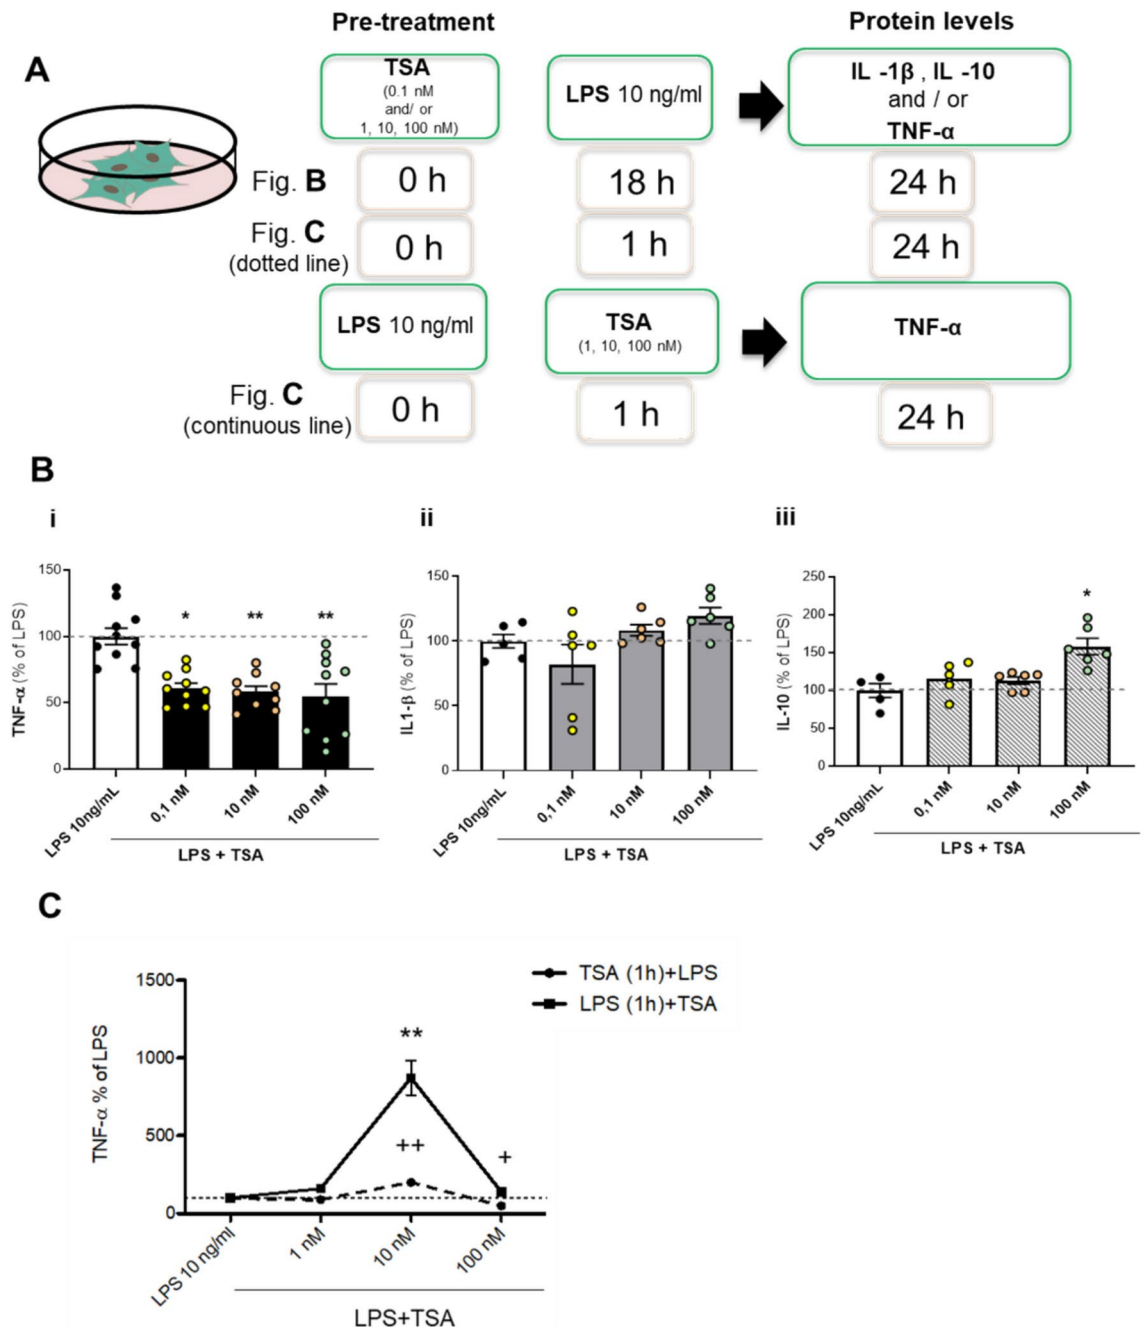 Pre-treatment
Protein levels
A
TSA
(0.1 nM
and/ or
1, 10, 100 nM)
LPS 10 ng/ml
IL -1β , IL -10
and / or
TNF-α
Fig. B
0 h
18 h
24 h
Fig. C
(dotted line)
0 h
1 h
24 h
LPS 10 ng/ml
TSA
(1, 10, 100 nM)
TNF-α
Fig. C
(continuous line)
0 h
1 h
24 h
B
i
TNF-α (% of LPS)
150
100
50
0
*
**
**
LPS 10ng/mL
0,1 nM
10 nM
100 nM
LPS + TSA
ii
IL1-β (% of LPS)
150
100
50
0
LPS 10ng/mL
0,1 nM
10 nM
100 nM
LPS + TSA
iii
IL-10 (% of LPS)
250
200
150
100
50
0
*
LPS 10ng/mL
0,1 nM
10 nM
100 nM
LPS + TSA
C
TNF-α % of LPS
1500
1000
500
0
TSA (1h)+LPS
LPS (1h)+TSA
**
++
+
LPS 10 ng/ml
1 nM
10 nM
100 nM
LPS+TSA